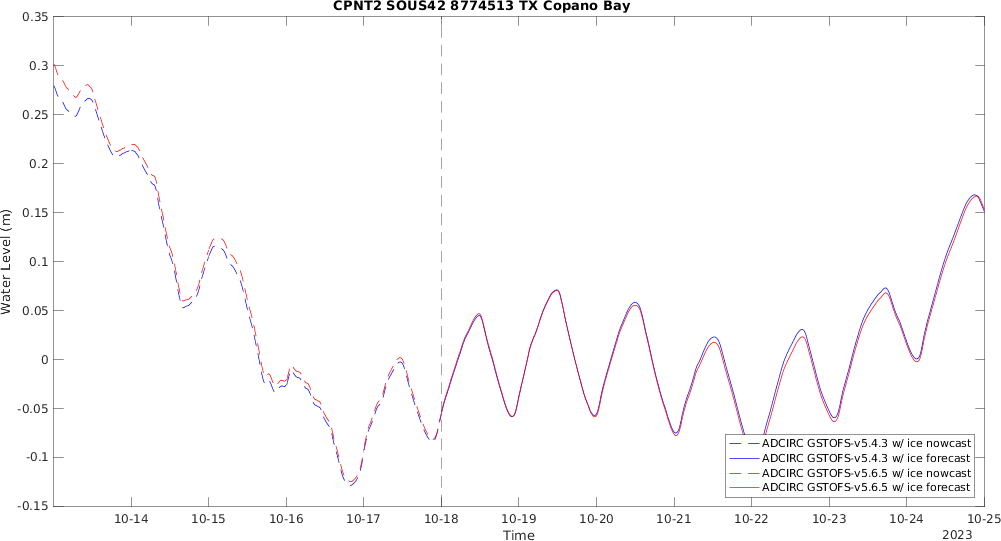 CPNT2 SOUS42 8774513 TX Copano Bay
0.35
0.3
0.25
0.2
0.15
0.1
0.05
0
-0.05
-0.1
-0.15
Water Level (m)
ADCIRC GSTOFS-v5.4.3 w/ ice nowcast
ADCIRC GSTOFS-v5.4.3 w/ ice forecast
ADCIRC GSTOFS-v5.6.5 w/ ice nowcast
ADCIRC GSTOFS-v5.6.5 w/ ice forecast
10-14 10-15 10-16 10-17 10-18 10-19 10-20 10-21 10-22 10-23 10-24 10-25
Time
2023